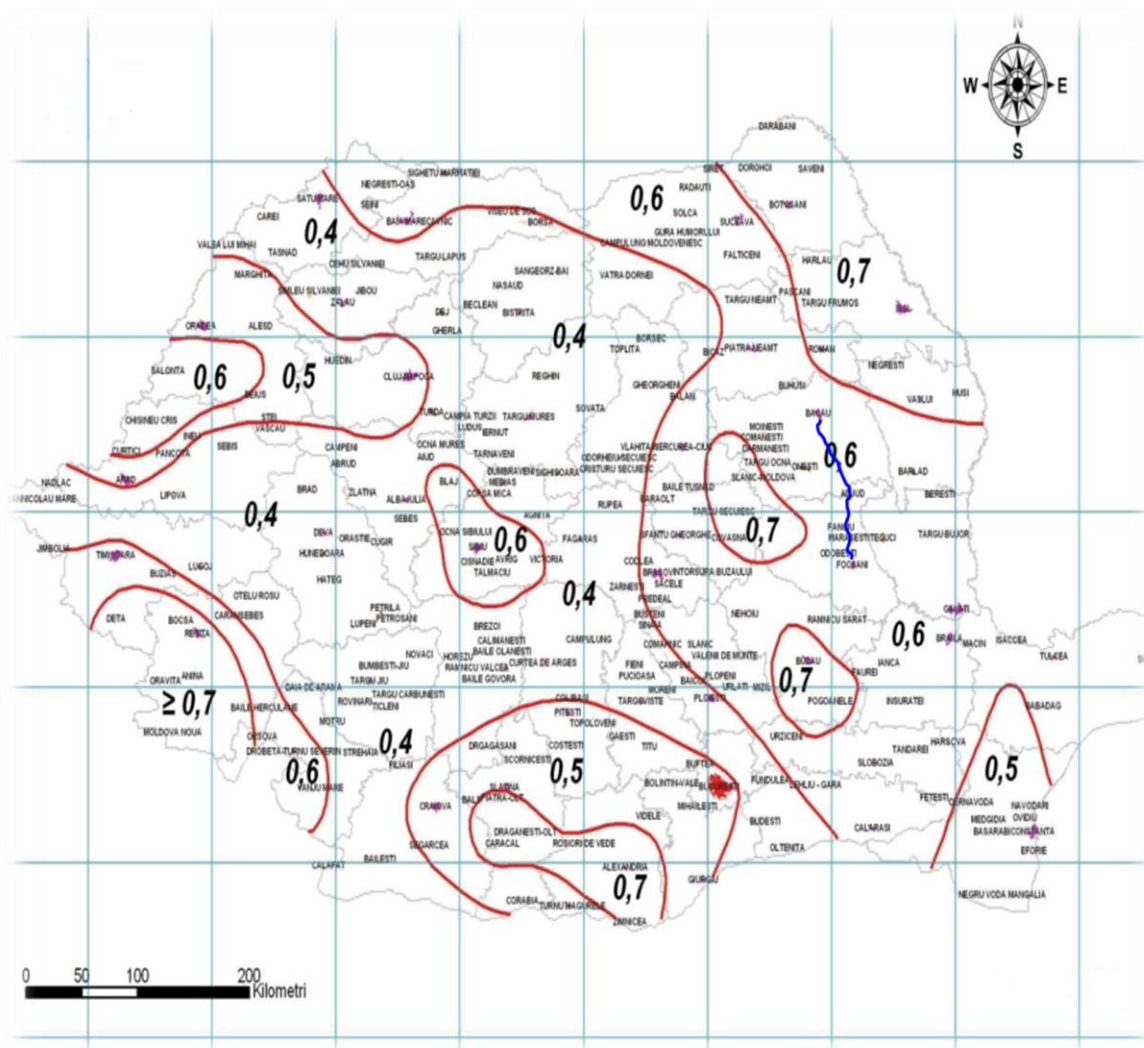 N
W E
S
DARABANI
SIRET DOROHOI SAVENI
SIGHETU MARMATIEI
NEGRESTI-OAS
RADAUTI
0,6
SATU MARE
SEINI
BOTOSANI
CAREI
0,4
BAIA MARE CAVNIC
VISEU DE SUS
BORSA
SOLCA
SUCEAVA
GURA HUMORULUI
CAMPULUNG MOLDOVENESC
VALEA LUI MIHAI
TASNAD
CEHU SILVANIEI
TARGU LAPUS
FALTICENI
HARLAU
0,7
MARGHITA
SANGEORZ-BAI
VATRA DORNEI
SIMLEU SILVANIEI
JIBOU
NASAUD
PASCANI
ZALAU
BECLEAN
TARGU NEAMT
TARGU FRUMOS
IASI
DEJ
BISTRITA
ORADEA
ALESD
GHERLA
0,4
BORSEC
TOPLITA
BICAZ
PIATRA-NEAMT
ROMAN
HUEDIN
NEGRESTI
SALONTA
0,6
0,5
CLUJ-NAPOCA
REGHIN
GHEORGHENI
BUHUSI
BEIUS
BALAN
HUSI
VASLUI
TURDA
CAMPIA TURZII
TARGU MURES
SOVATA
BACAU
CHISINEU CRIS
STEI
VASCAU
LUDUS
IERNUT
MOINESTI
COMANESTI
INEU
SEBIS
CAMPENI
OCNA MURES
VLAHITA
MIERCUREA-CIUC
DARMANESTI
0,6
CURTICI
PANCOTA
AIUD
TARNAVENI
ODORHEIU SECUIESC
CRISTURU SECUIESC
TARGU OCNA
ONESTI
ABRUD
DUMBRAVENI
SIGHISOARA
SLANIC-MOLDOVA
BARLAD
NADLAC
ARAD
BLAJ
MEDIAS
BAILE TUSNAD
LIPOVA
BRAD
ZLATNA
ALBA-IULIA
COPSA MICA
RUPEA
BARAOLT
ADJUD
BERESTI
0,4
SEBES
AGNITA
TARGU SECUIESC
DEVA
ORASTIE
CUGIR
OCNA SIBIULUI
0,6
FAGARAS
SFANTU GHEORGHE
COVASNA
0,7
TARGU BUJOR
JIMBOLIA
TIMISOARA
HUNEDOARA
SIBIU
CISNADIE
AVRIG
VICTORIA
CODLEA
ODOBESTI
FOCSANI
BUZIAS
LUGOJ
HATEG
TALMACIU
BRASOV
INTORSURA BUZAULUI
SACELE
0,4
ZARNESTI
OTELU ROSU
PREDEAL
DETA
BOCSA
CARANSEBES
PETRILA
PETROSANI
BUSTENI
SINAIA
NEHOIU
GALATI
RESITA
LUPENI
BREZOI
RAMNICU SARAT
CALIMANESTI
BAILE OLANESTI
CAMPULUNG
0,6
BRAILA
MACIN
ISACCEA
NOVACI
HOREZU
COMARNIC
SLANIC
VALENII DE MUNTE
TULCEA
BUMBESTI-JIU
RAMNICU VALCEA
CURTEA DE ARGES
FIENI
PUCIOASA
CAMPINA
BUZAU
IANCA
ANINA
ORAVITA
TARGU JIU
BAILE GOVORA
BAICOI
PLOPENI
0,7
FAUREI
MORENI
URLATI
MIZIL
≥ 0,7
BAILE HERCULANE
ROVINARI
TARGU CARBUNESTI
TICLENI
TARGOVISTE
PLOIESTI
POGOANELE
INSURATEI
BABADAG
MOTRU
PITESTI
TOPOLOVENI
MOLDOVA NOUA
ORSOVA
0,4
GAESTI
URZICENI
DROBETA-TURNU SEVERIN
STREHAIA
DRGAGASANI
COSTESTI
TITU
HARSOVA
TANDAREI
FILIASI
SCORNICESTI
0,5
BUFTEA
SLOBOZIA
0,5
0,6
VANJU MARE
SLATINA
BOLINTIN-VALE
BUCURESTI
FUNDULEA
LEHLIU - GARA
CRAIOVA
BALS
PIATRA-OLT
MIHAILESTI
FETESTI
CERNAVODA
NAVODARI
VIDELE
BUDESTI
MEDGIDIA
OVIDIU
DRAGANESTI-OLT
CALARASI
BASARABI
CONSTANTA
SEGARCEA
CARACAL
ROSIORI DE VEDE
OLTENITA
EFORIE
BAILESTI
CALAFAT
ALEXANDRIA
0,7
GIURGIU
CORABIA
TURNU MAGURELE
NEGRU VODA
MANGALIA
ZIMNICEA
0 50 100 200
Kilometri